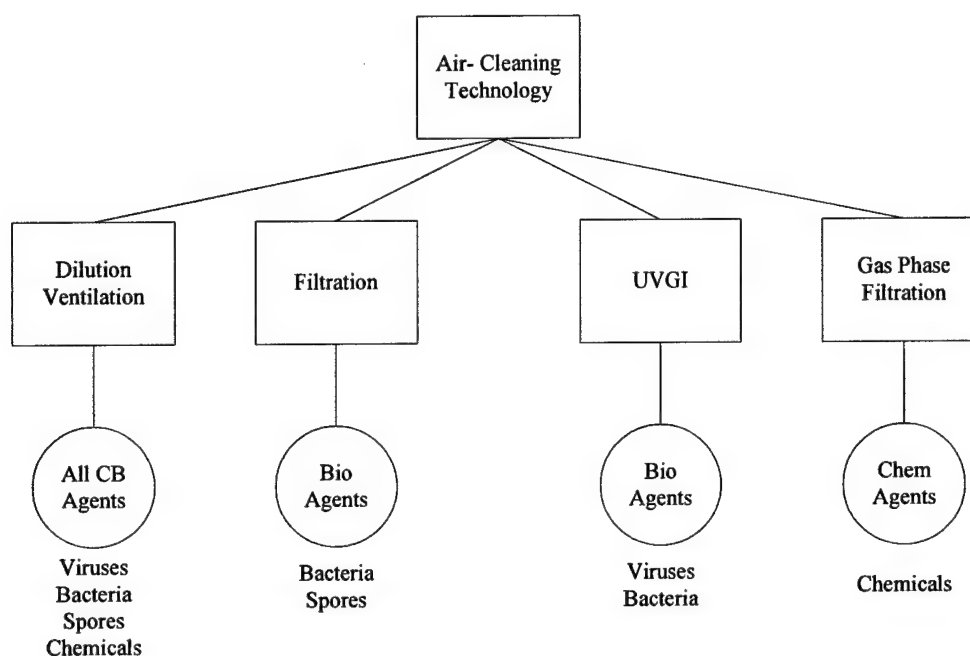 Air- Cleaning
Technology
Dilution
Ventilation
Filtration
UVGI
Gas Phase
Filtration
All CB
Agents
Bio
Agents
Bio
Agents
Chem
Agents
Viruses
Bacteria
Spores
Chemicals
Bacteria
Spores
Viruses
Bacteria
Chemicals